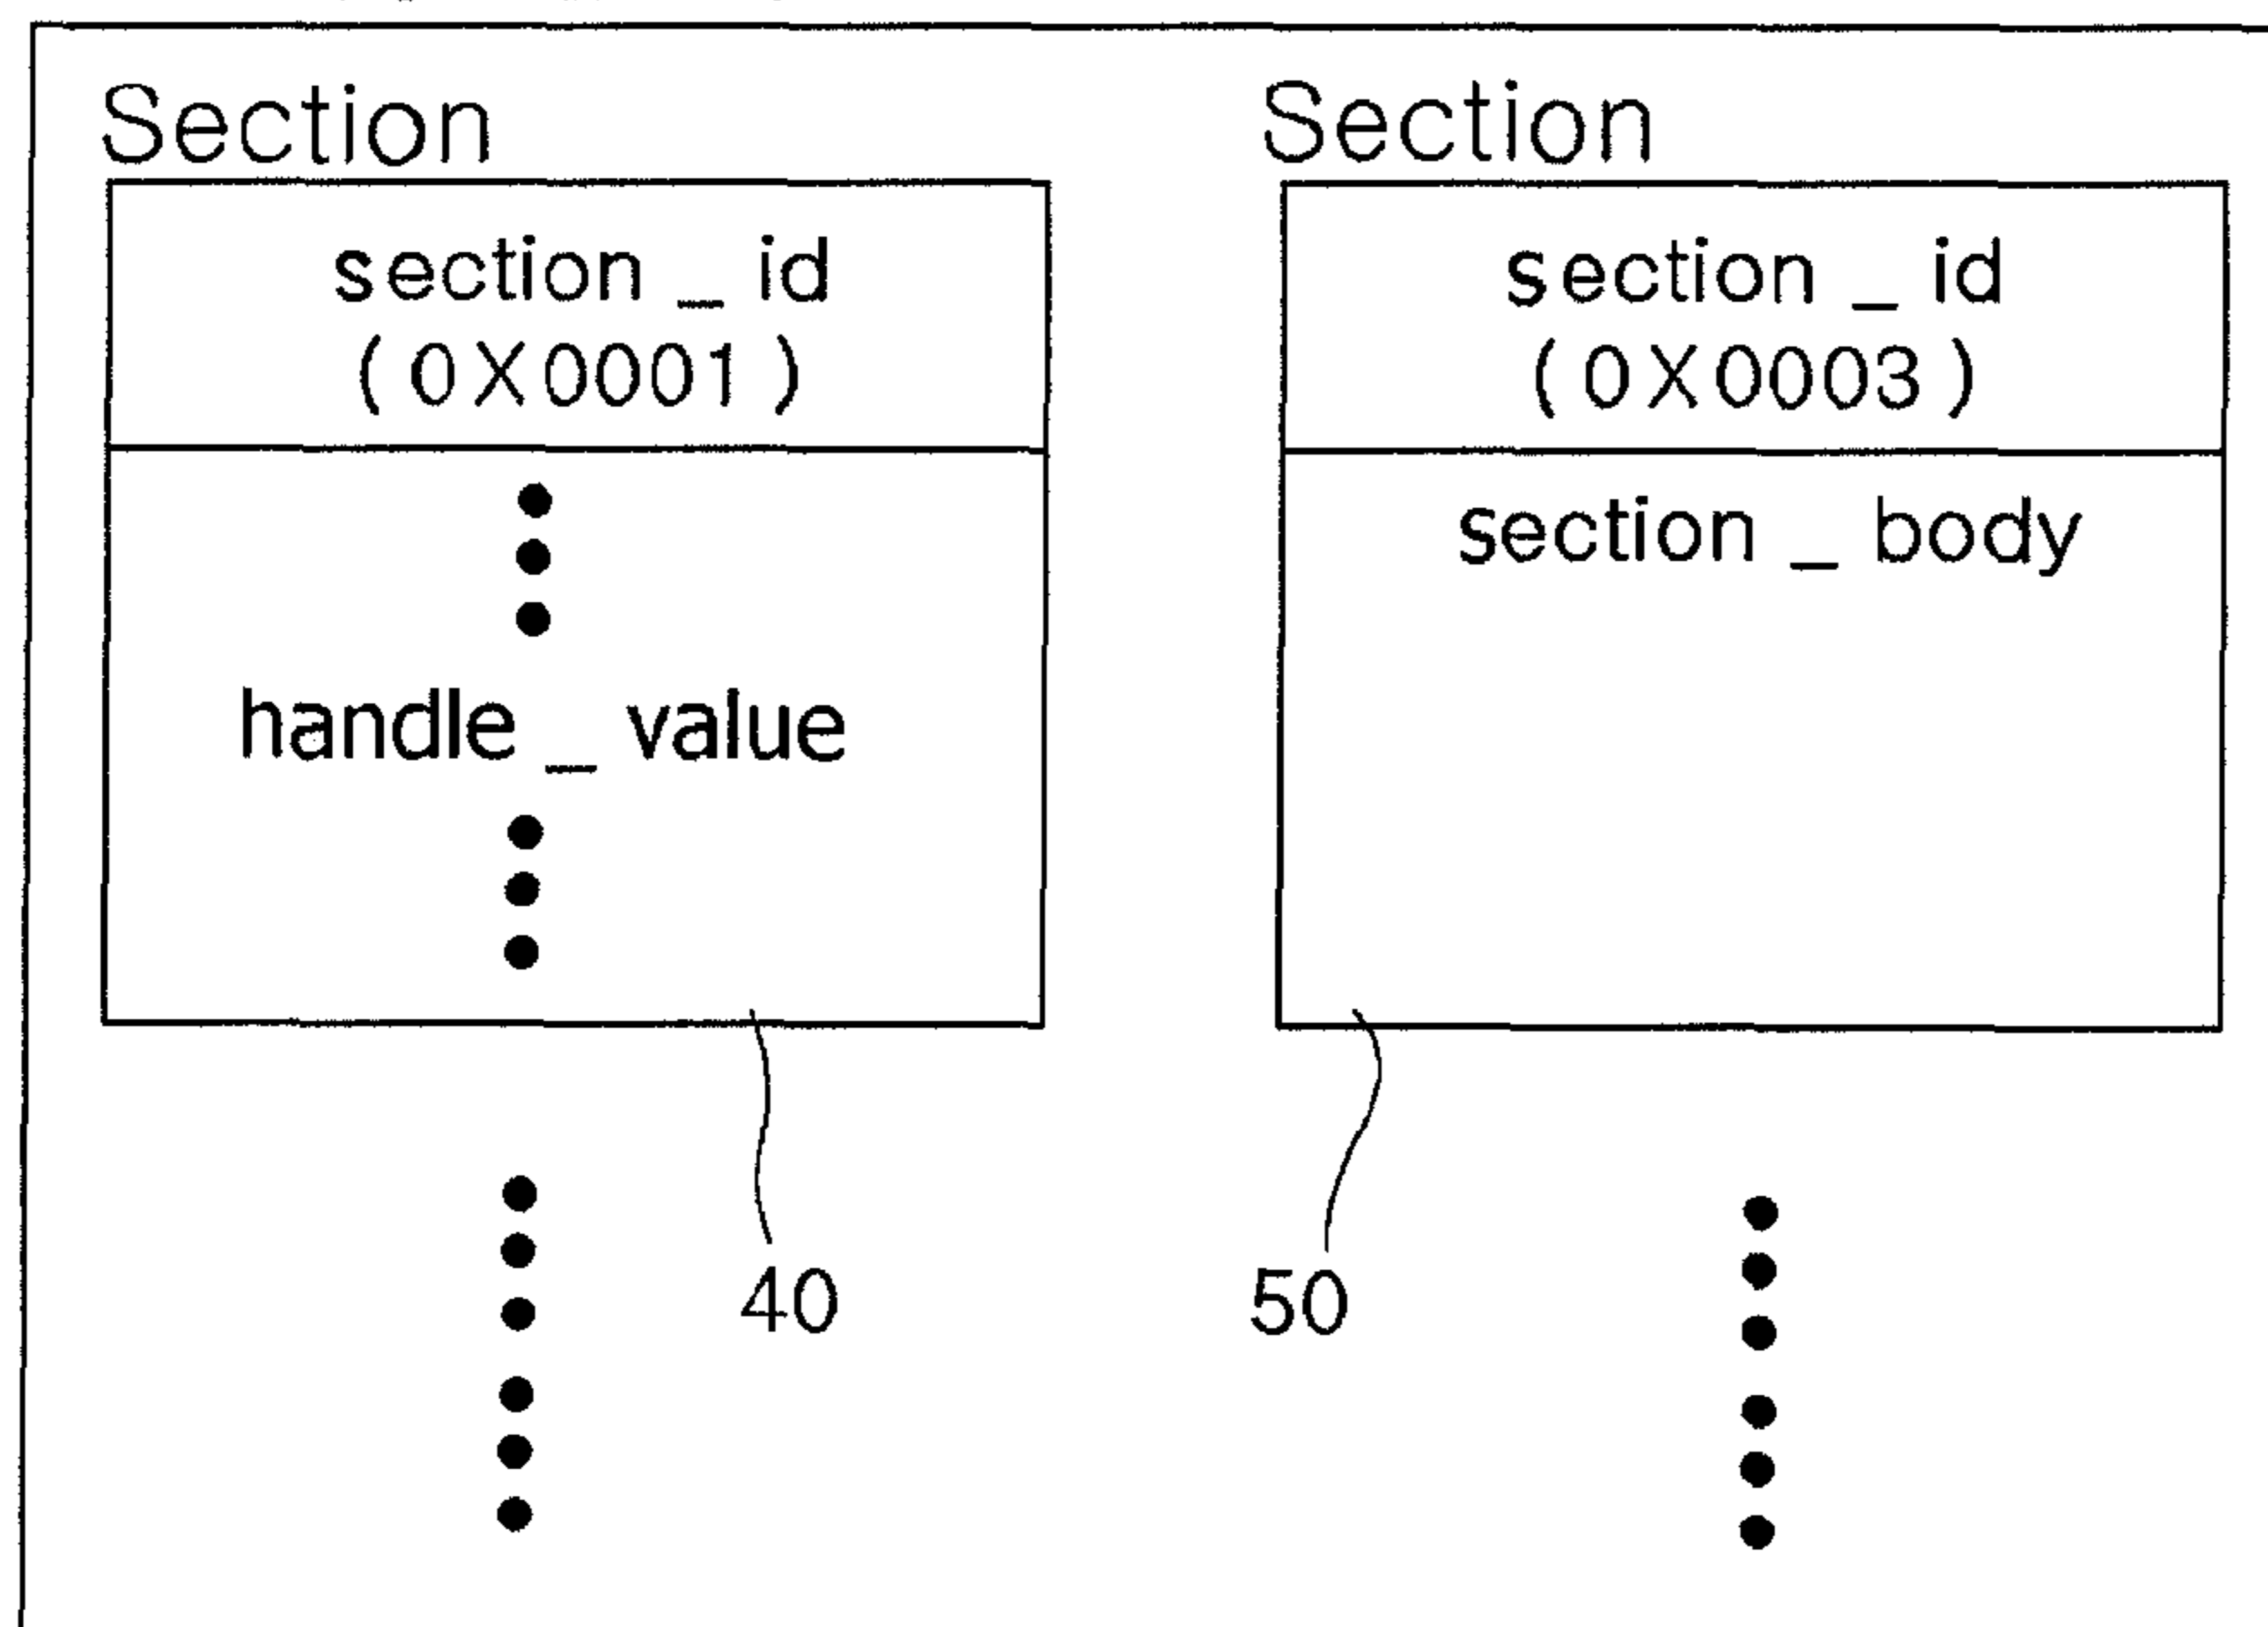 Section
section _ id
( 0X0001 )
handle _ value
40
Section
section _ id
( 0X0003 )
section _ body
50